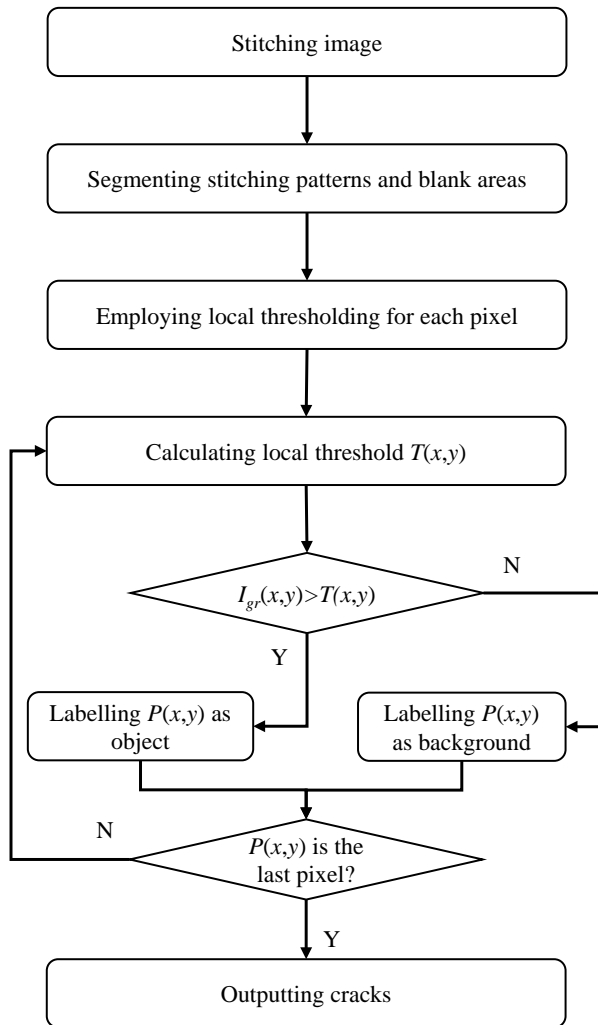 Stitching image
Segmenting stitching patterns and blank areas
Employing local thresholding for each pixel
Calculating local threshold T(x,y)
I_gr(x,y)>T(x,y)
N
Y
Labelling P(x,y) as
object
Labelling P(x,y)
as background
N
P(x,y) is the
last pixel?
Y
Outputting cracks